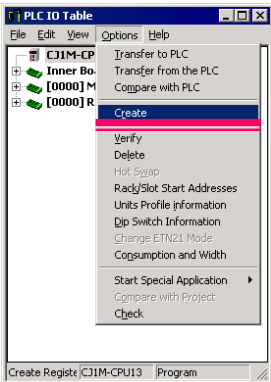 PLC IO Table
File Edit View Options Help
CJ1M-CP
Inner Bo
[0000] M
[0000] R
Transfer to PLC
Transfer from the PLC
Compare with PLC
Create
Verify
Delete
Hot Swap
Rack/Slot Start Addresses
Units Profile information
Dip Switch Information
Change ETN21 Mode
Consumption and Width
Start Special Application
Compare with Project
Check
Create Registe CJ1M-CPU13 Program